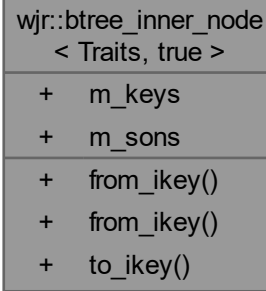 wjr::btree_inner_node
< Traits, true >
+ m_keys
+ m_sons
+ from_ikey()
+ from_ikey()
+ to_ikey()